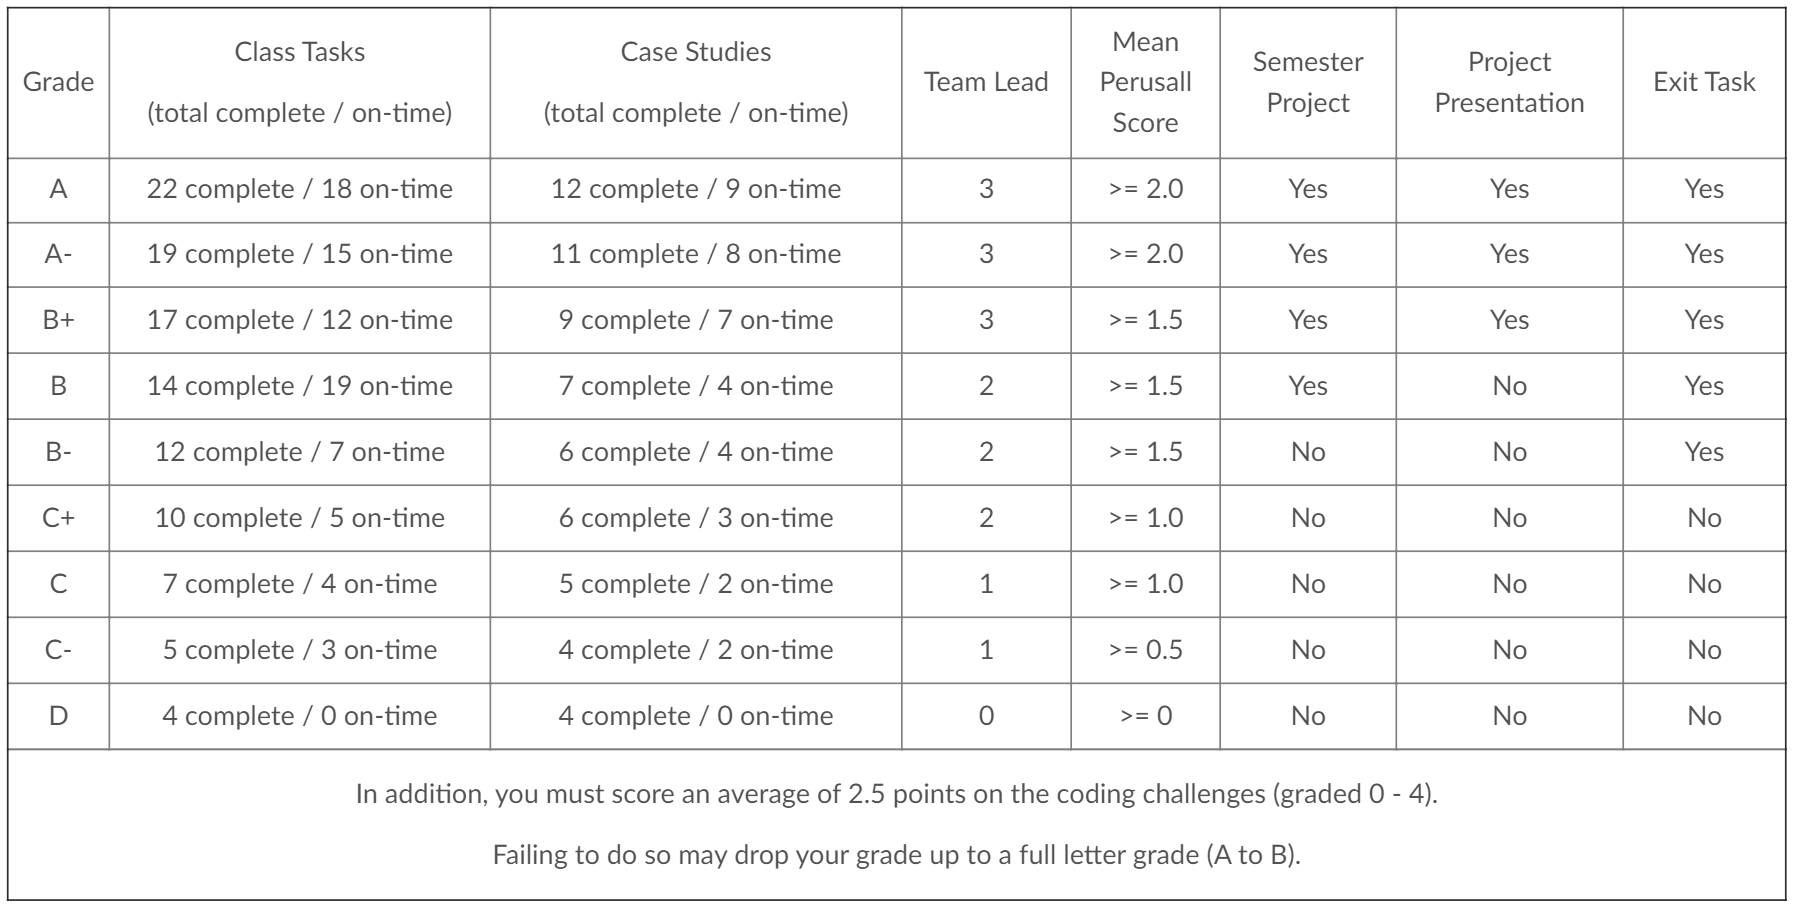 Grade | Class Tasks (total complete / on-time) | Case Studies (total complete / on-time) | Team Lead | Mean Perusall Score | Semester Project | Project Presentation | Exit Task
A | 22 complete / 18 on-time | 12 complete / 9 on-time | 3 | >= 2.0 | Yes | Yes | Yes
A- | 19 complete / 15 on-time | 11 complete / 8 on-time | 3 | >= 2.0 | Yes | Yes | Yes
B+ | 17 complete / 12 on-time | 9 complete / 7 on-time | 3 | >= 1.5 | Yes | Yes | Yes
B | 14 complete / 19 on-time | 7 complete / 4 on-time | 2 | >= 1.5 | Yes | No | Yes
B- | 12 complete / 7 on-time | 6 complete / 4 on-time | 2 | >= 1.5 | No | No | Yes
C+ | 10 complete / 5 on-time | 6 complete / 3 on-time | 2 | >= 1.0 | No | No | No
C | 7 complete / 4 on-time | 5 complete / 2 on-time | 1 | >= 1.0 | No | No | No
C- | 5 complete / 3 on-time | 4 complete / 2 on-time | 1 | >= 0.5 | No | No | No
D | 4 complete / 0 on-time | 4 complete / 0 on-time | 0 | >= 0 | No | No | No
In addition, you must score an average of 2.5 points on the coding challenges (graded 0 - 4).
Failing to do so may drop your grade up to a full letter grade (A to B).